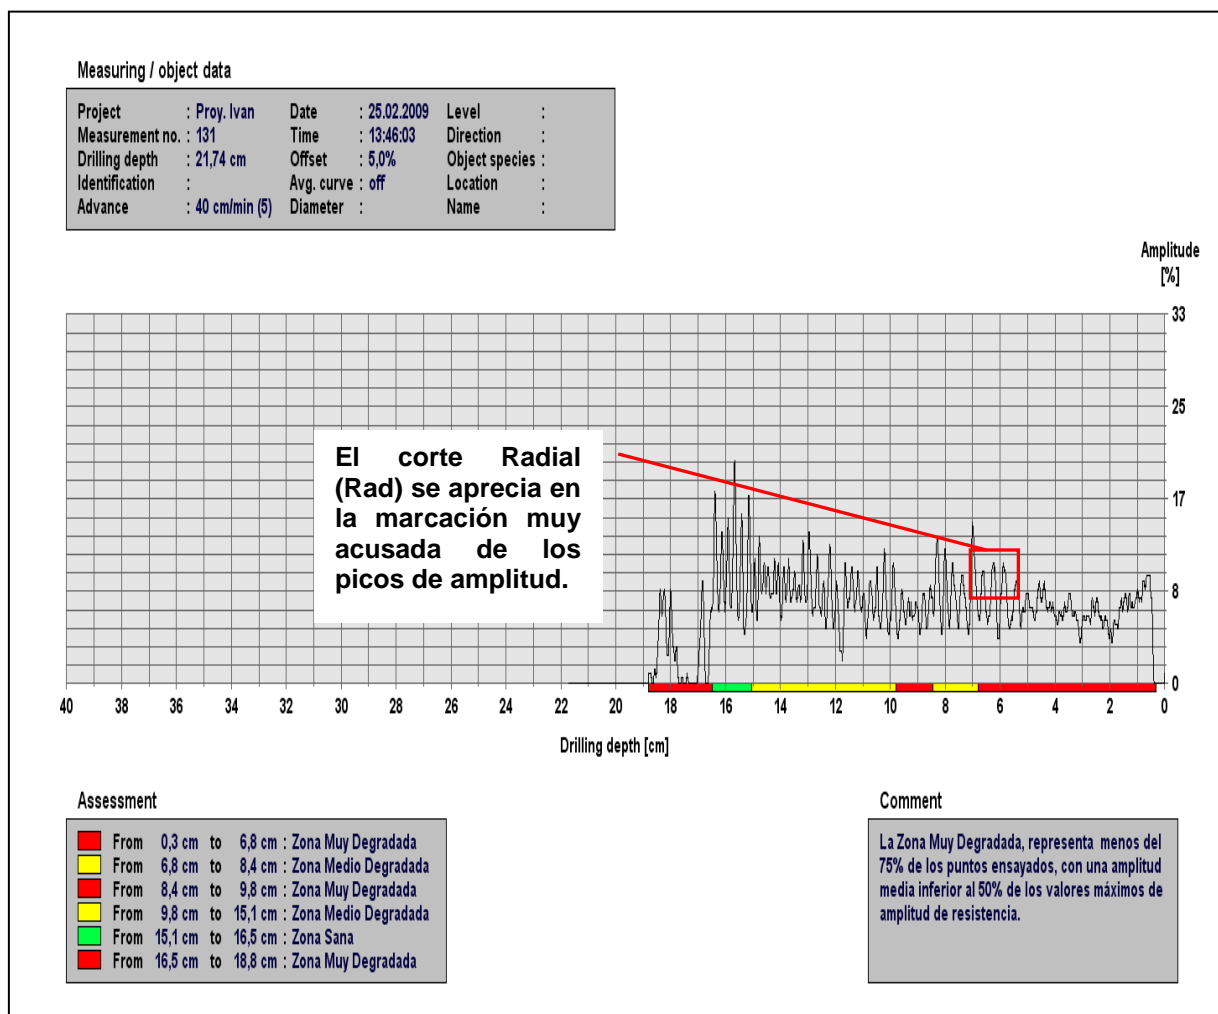 Measuring / object data
Project : Proy. Ivan Date : 25.02.2009 Level :
Measurement no. : 131 Time : 13:46:03 Direction :
Drilling depth : 21,74 cm Offset : 5,0% Object species :
Identification : Avg. curve : off Location :
Advance : 40 cm/min (5) Diameter : Name :
Amplitude
[%]
33
25
17
8
0
El corte Radial
(Rad) se aprecia en
la marcación muy
acusada de los
picos de amplitud.
40 38 36 34 32 30 28 26 24 22 20 18 16 14 12 10 8 6 4 2 0
Drilling depth [cm]
Assessment
From 0,3 cm to 6,8 cm : Zona Muy Degradada
From 6,8 cm to 8,4 cm : Zona Medio Degradada
From 8,4 cm to 9,8 cm : Zona Muy Degradada
From 9,8 cm to 15,1 cm : Zona Medio Degradada
From 15,1 cm to 16,5 cm : Zona Sana
From 16,5 cm to 18,8 cm : Zona Muy Degradada
Comment
La Zona Muy Degradada, representa menos del
75% de los puntos ensayados, con una amplitud
media inferior al 50% de los valores máximos de
amplitud de resistencia.